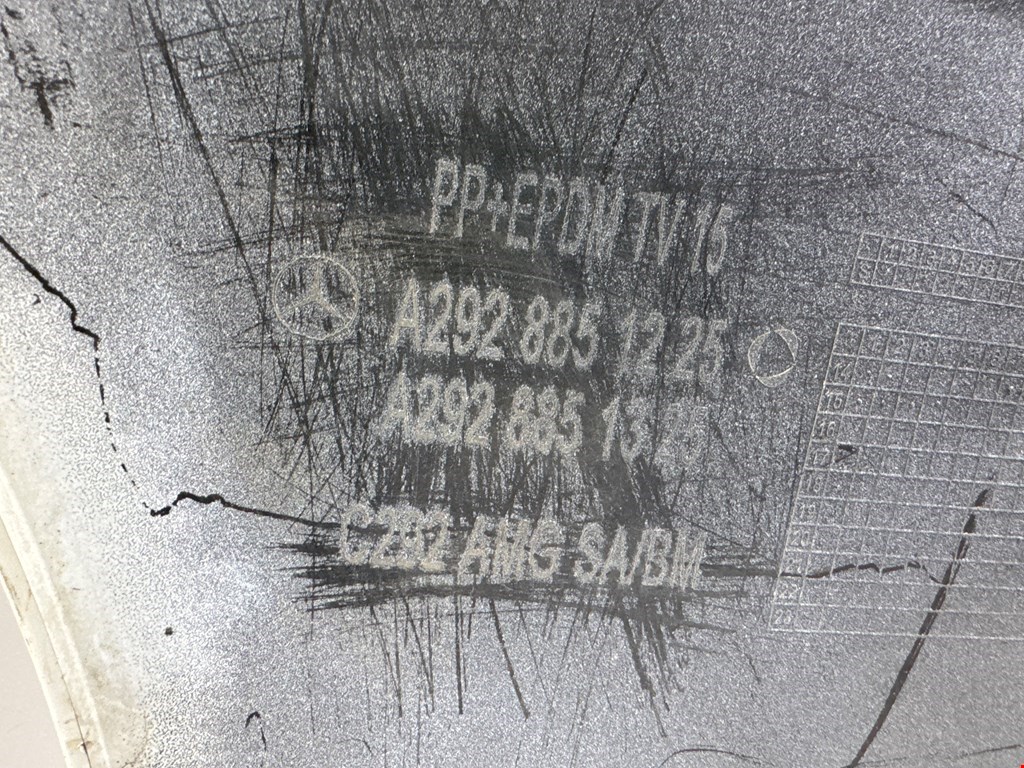 PP+EPDM TV 15
A292 885 12 25
A292 885 13 25
C292 AMG SA/BM